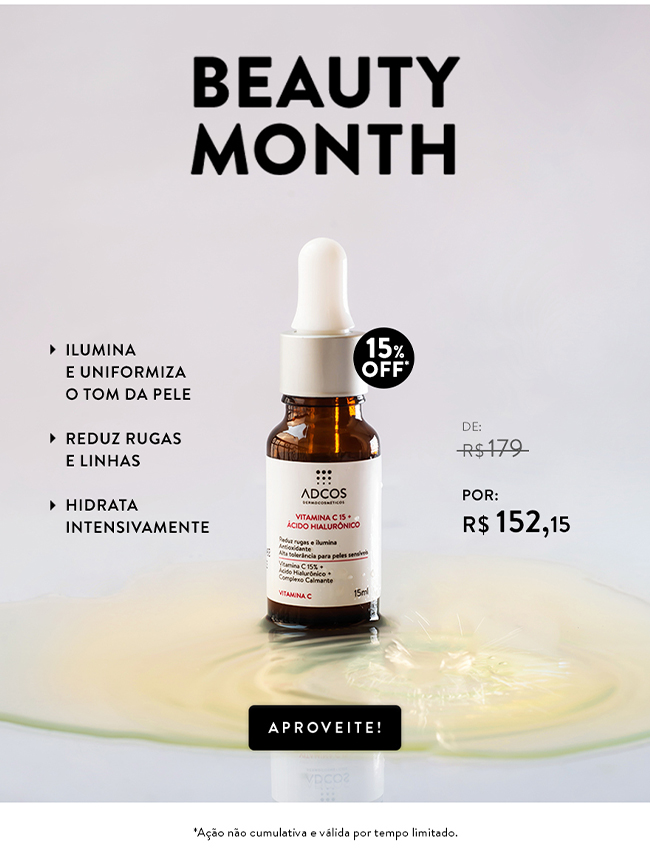 BEAUTY
MONTH
15%
OFF*
ILUMINA
E UNIFORMIZA
O TOM DA PELE
REDUZ RUGAS
E LINHAS
HIDRATA
INTENSIVAMENTE
DE:
R$ 179
POR:
R$ 152,15
ADCOS
DERMOCOSMÉTICOS
VITAMINA C 15 +
ÁCIDO HIALURÔNICO
Reduz rugas e ilumina
Antioxidante
Alta tolerância para peles sensíveis
Vitamina C 15% +
Ácido Hialurônico +
Complexo Calmante
VITAMINA C 15ml
APROVEITE!
ADCOS
*Ação não cumulativa e válida por tempo limitado.